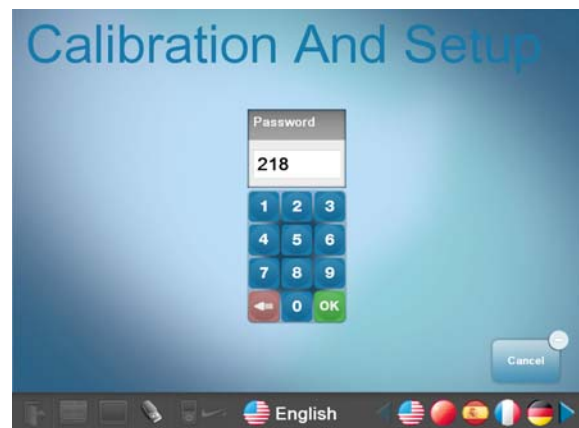 Calibration And Setup
Password
218
1 2 3
4 5 6
7 8 9
0 OK
Cancel
English